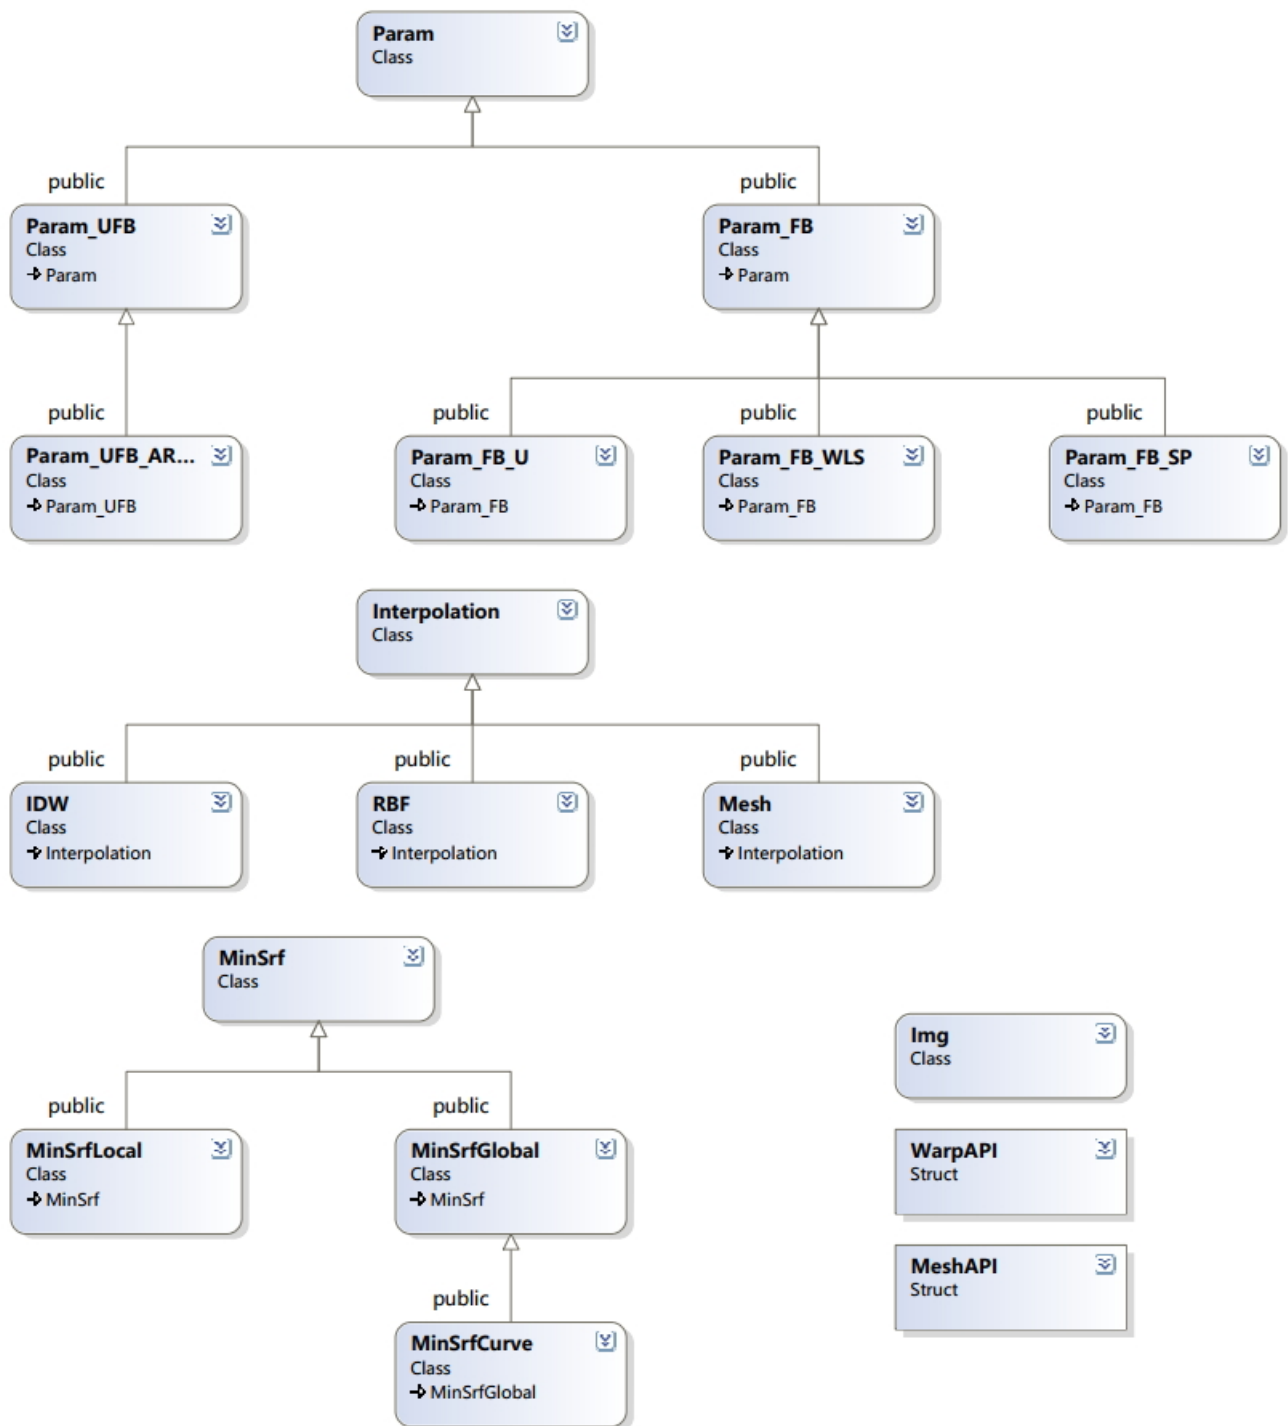 Param
Class
public
public
Param_UFB
Class
Param
Param_FB
Class
Param
public
public
public
public
Param_UFB_AR...
Class
Param_UFB
Param_FB_U
Class
Param_FB
Param_FB_WLS
Class
Param_FB
Param_FB_SP
Class
Param_FB
Interpolation
Class
public
public
public
IDW
Class
Interpolation
RBF
Class
Interpolation
Mesh
Class
Interpolation
MinSrf
Class
Img
Class
public
public
MinSrfLocal
Class
MinSrf
MinSrfGlobal
Class
MinSrf
WarpAPI
Struct
MeshAPI
Struct
public
MinSrfCurve
Class
MinSrfGlobal